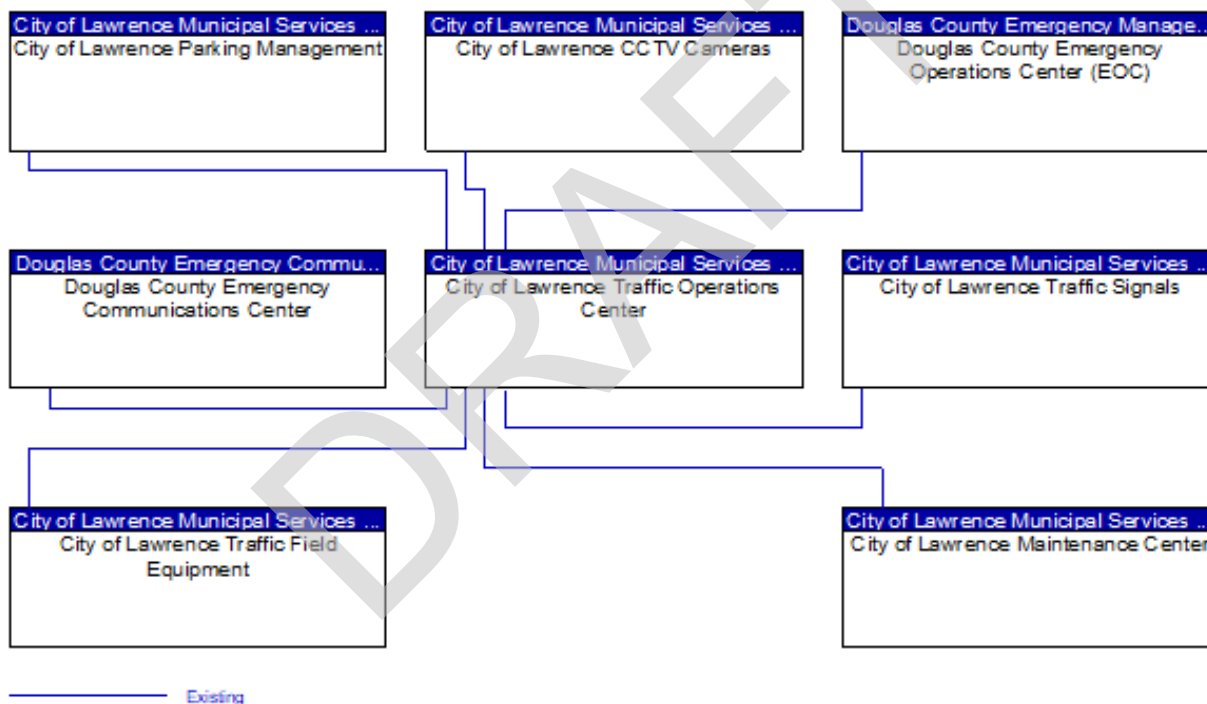 City of Lawrence Municipal Services ...
City of Lawrence Parking Management
City of Lawrence Municipal Services ...
City of Lawrence CCTV Cameras
Douglas County Emergency Manage...
Douglas County Emergency
Operations Center (EOC)
Douglas County Emergency Commu...
Douglas County Emergency
Communications Center
City of Lawrence Municipal Services ...
City of Lawrence Traffic Operations
Center
City of Lawrence Municipal Services ...
City of Lawrence Traffic Signals
City of Lawrence Municipal Services ...
City of Lawrence Traffic Field
Equipment
City of Lawrence Municipal Services ...
City of Lawrence Maintenance Center
Existing
DRAFT